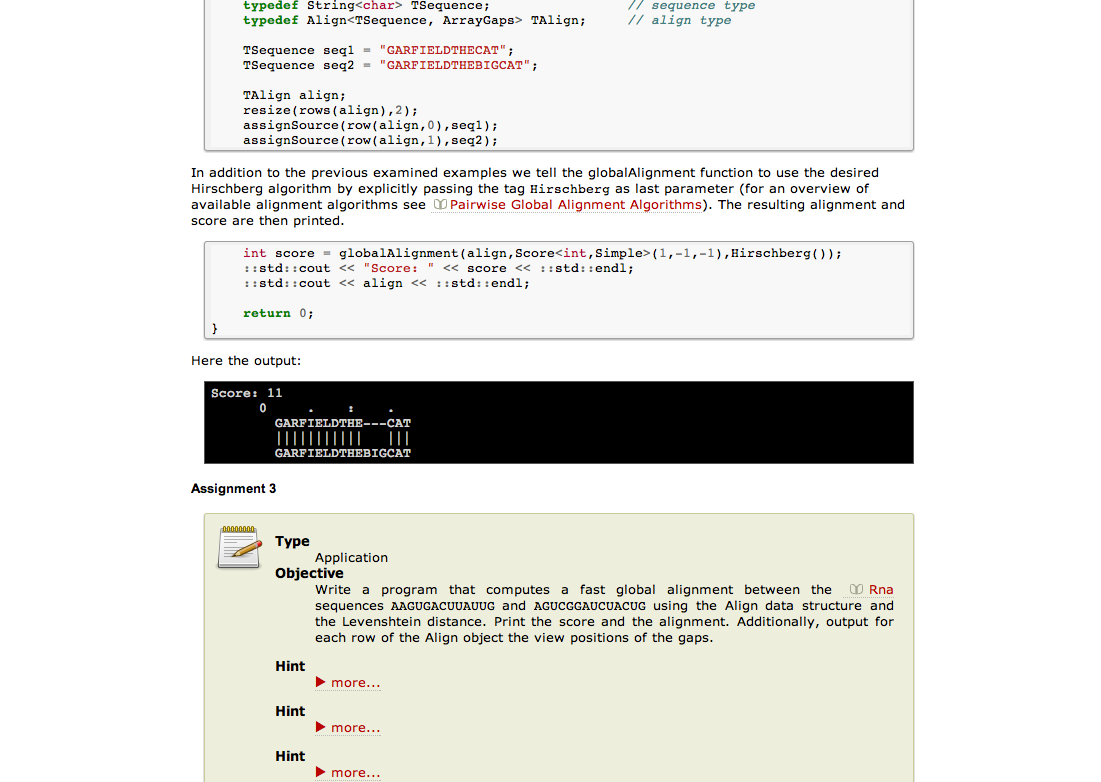 typedef String<char> TSequence;                 // sequence type
typedef Align<TSequence, ArrayGaps> TAlign;     // align type
TSequence seq1 = "GARFIELDTHECAT";
TSequence seq2 = "GARFIELDTHEBIGCAT";
TAlign align;
resize(rows(align),2);
assignSource(row(align,0),seq1);
assignSource(row(align,1),seq2);
In addition to the previous examined examples we tell the globalAlignment function to use the desired
Hirschberg algorithm by explicitly passing the tag Hirschberg as last parameter (for an overview of
available alignment algorithms see Pairwise Global Alignment Algorithms). The resulting alignment and
score are then printed.
int score = globalAlignment(align,Score<int,Simple>(1,-1,-1),Hirschberg());
::std::cout << "Score: " << score << ::std::endl;
::std::cout << align << ::std::endl;
return 0;
}
Here the output:
Score: 11
0     .    :    .
GARFIELDTHE---CAT
|||||||||||   |||
GARFIELDTHEBIGCAT
Assignment 3
Type
Application
Objective
Write a program that computes a fast global alignment between the Rna
sequences AAGUGACUUAUUG and AGUCGGAUCUACUG using the Align data structure and
the Levenshtein distance. Print the score and the alignment. Additionally, output for
each row of the Align object the view positions of the gaps.
Hint
▶ more...
Hint
▶ more...
Hint
▶ more...